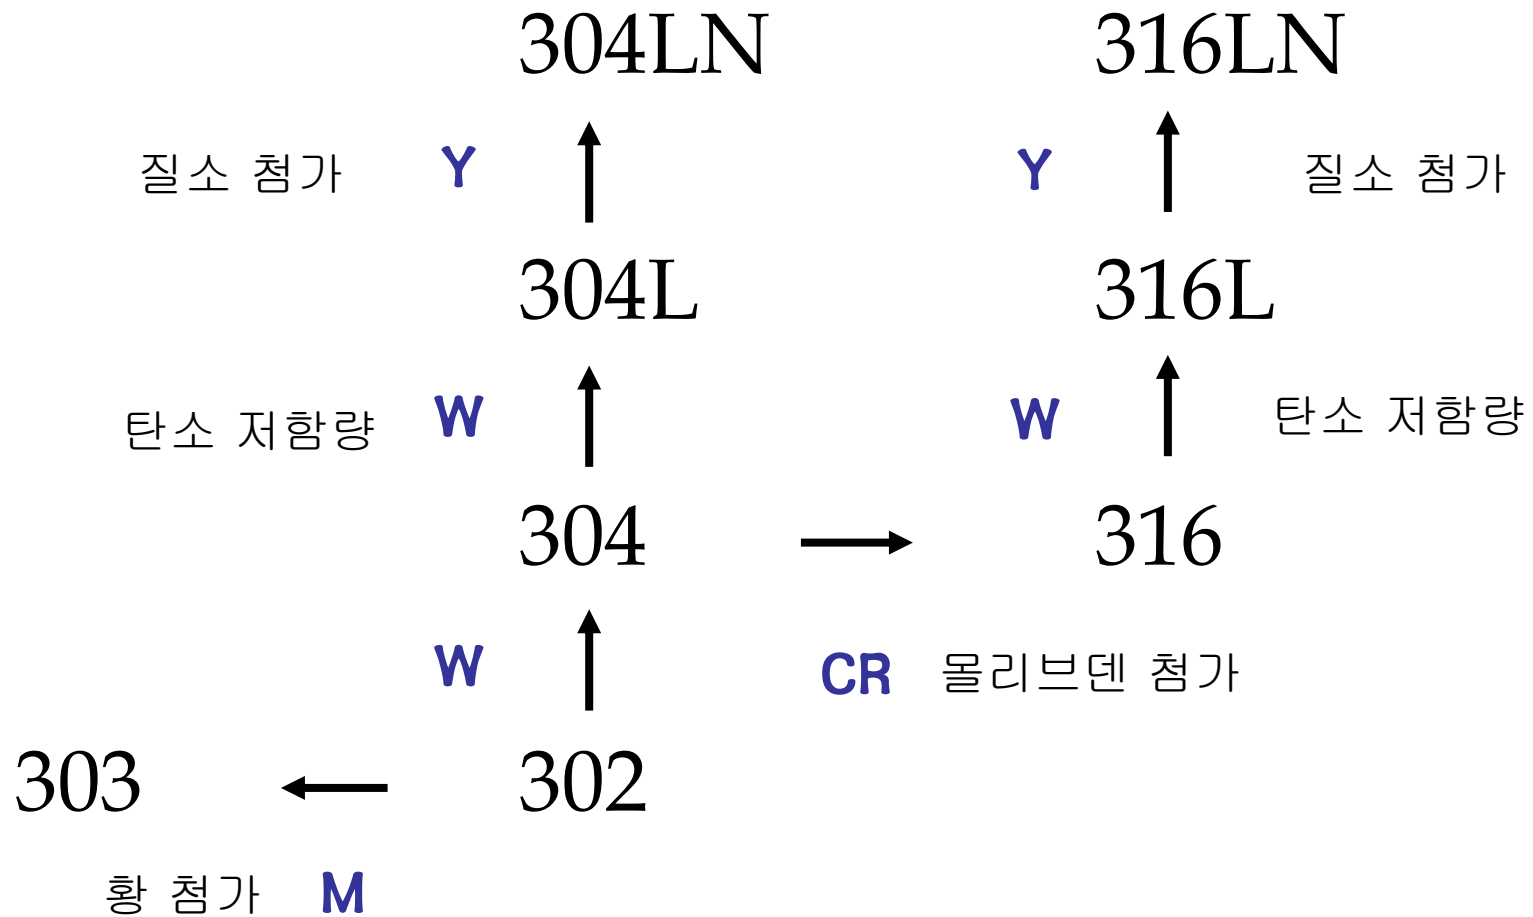 304LN 316LN
질소 첨가 Y Y 질소 첨가
304L 316L
탄소 저함량 W W 탄소 저함량
304 316
W CR 몰리브덴 첨가
303 302
황 첨가 M